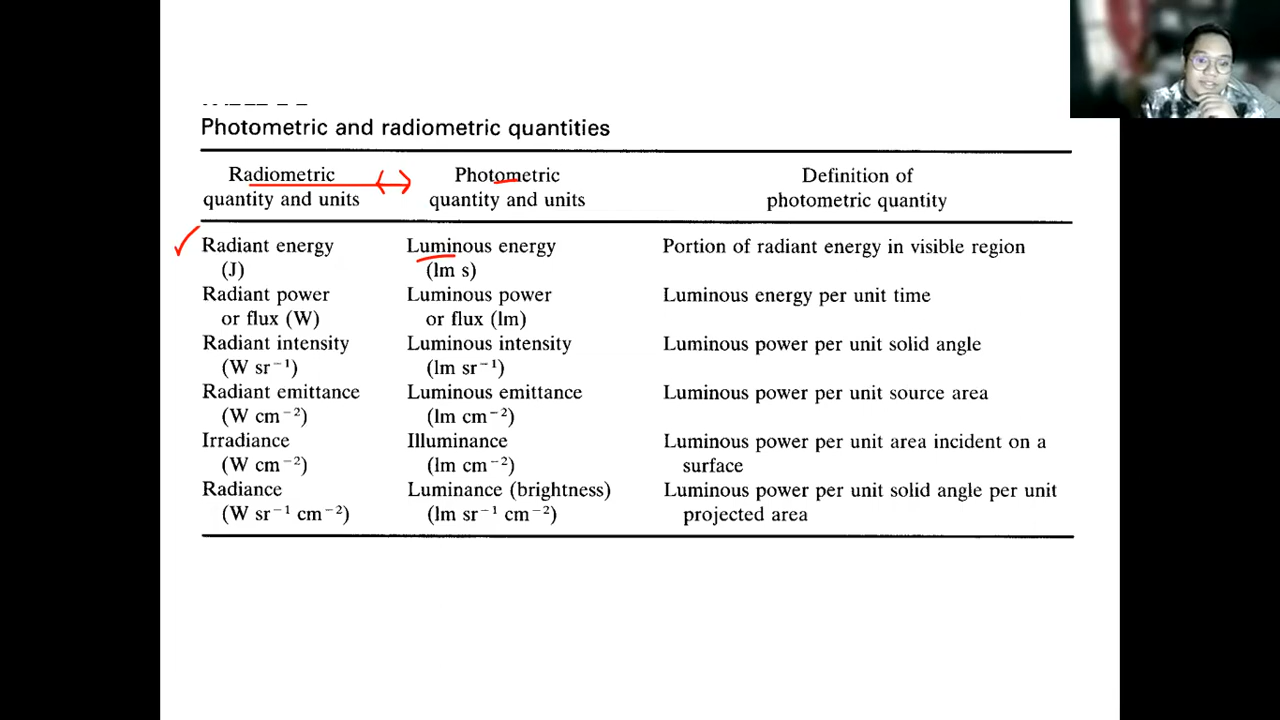 Photometric and radiometric quantities
Radiometric Photometric Definition of
quantity and units quantity and units photometric quantity
Radiant energy Luminous energy Portion of radiant energy in visible region
(J) (lm s)
Radiant power Luminous power Luminous energy per unit time
or flux (W) or flux (lm)
Radiant intensity Luminous intensity Luminous power per unit solid angle
(W sr⁻¹) (lm sr⁻¹)
Radiant emittance Luminous emittance Luminous power per unit source area
(W cm⁻²) (lm cm⁻²)
Irradiance Illuminance Luminous power per unit area incident on a
(W cm⁻²) (lm cm⁻²) surface
Radiance Luminance (brightness) Luminous power per unit solid angle per unit
(W sr⁻¹ cm⁻²) (lm sr⁻¹ cm⁻²) projected area